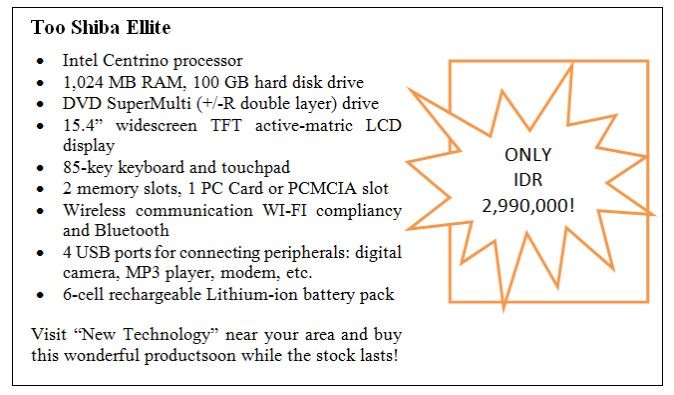 Too Shiba Ellite
• Intel Centrino processor
• 1,024 MB RAM, 100 GB hard disk drive
• DVD SuperMulti (+/-R double layer) drive
• 15.4” widescreen TFT active-matric LCD
display
• 85-key keyboard and touchpad
• 2 memory slots, 1 PC Card or PCMCIA slot
• Wireless communication WI-FI compliancy
and Bluetooth
• 4 USB ports for connecting peripherals: digital
camera, MP3 player, modem, etc.
• 6-cell rechargeable Lithium-ion battery pack
Visit “New Technology” near your area and buy
this wonderful productsoon while the stock lasts!
ONLY
IDR
2,990,000!